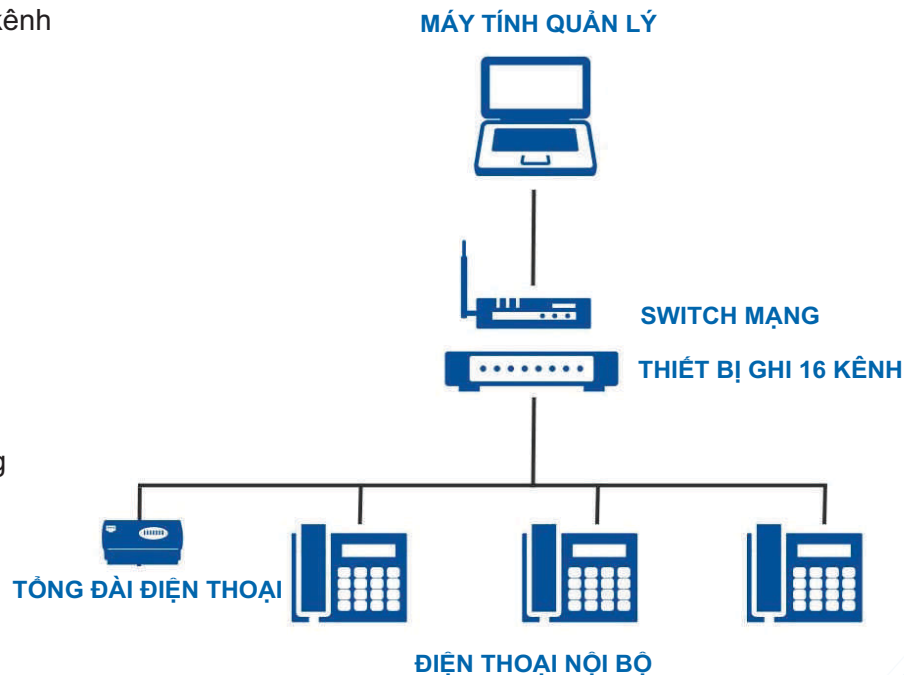 kênh
MÁY TÍNH QUẢN LÝ
SWITCH MẠNG
THIẾT BỊ GHI 16 KÊNH
g
TỔNG ĐÀI ĐIỆN THOẠI
ĐIỆN THOẠI NỘI BỘ